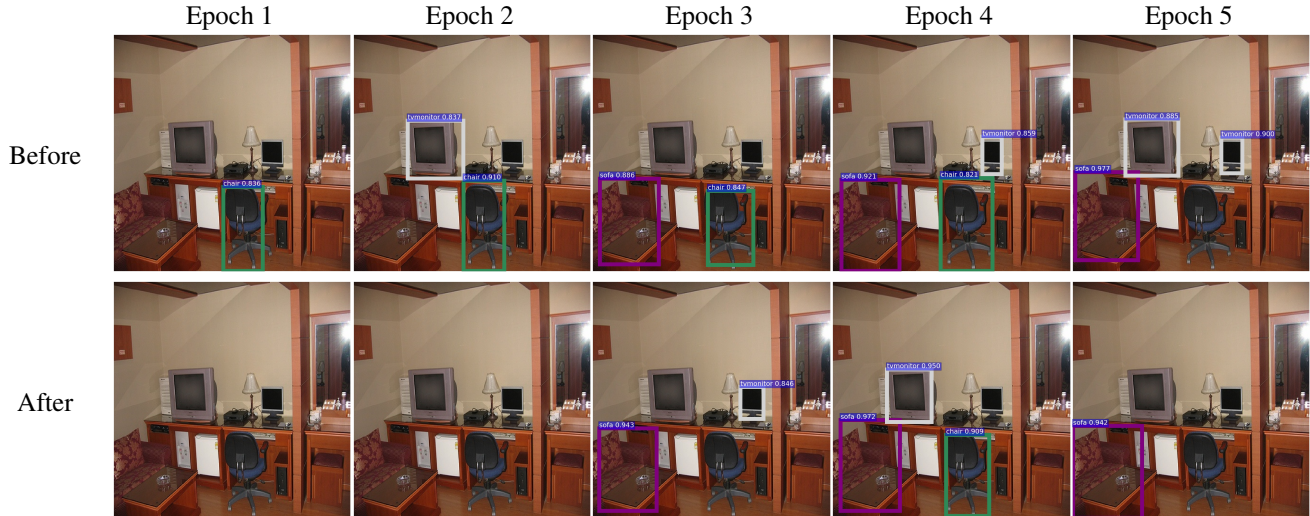 Epoch 1 Epoch 2 Epoch 3 Epoch 4 Epoch 5
Before
chair 0.836
tvmonitor 0.837
chair 0.910
sofa 0.886
chair 0.847
tvmonitor 0.859
sofa 0.921
chair 0.821
tvmonitor 0.885
tvmonitor 0.900
sofa 0.977
After
tvmonitor 0.846
sofa 0.943
tvmonitor 0.950
sofa 0.972
chair 0.909
sofa 0.942